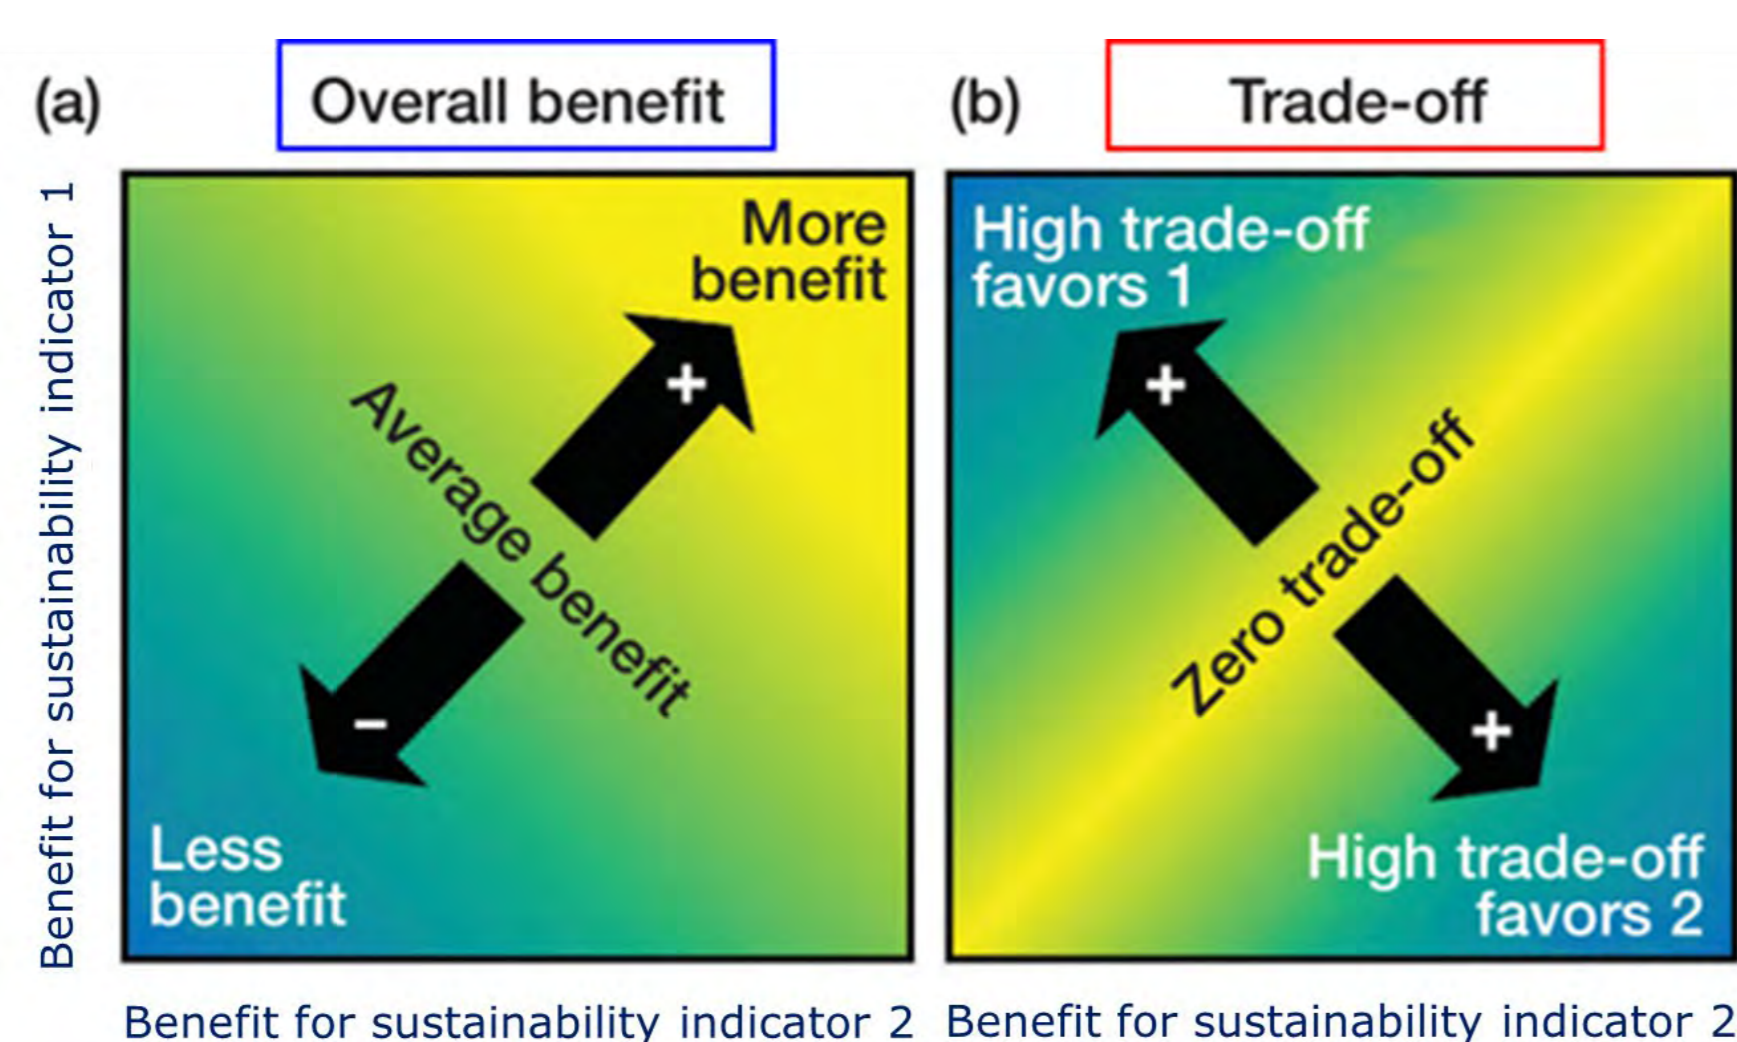 (a)
Overall benefit
Benefit for sustainability indicator 1
More
benefit
+
Average benefit
–
Less
benefit
Benefit for sustainability indicator 2
(b)
Trade-off
High trade-off
favors 1
+
Zero trade-off
+
High trade-off
favors 2
Benefit for sustainability indicator 2